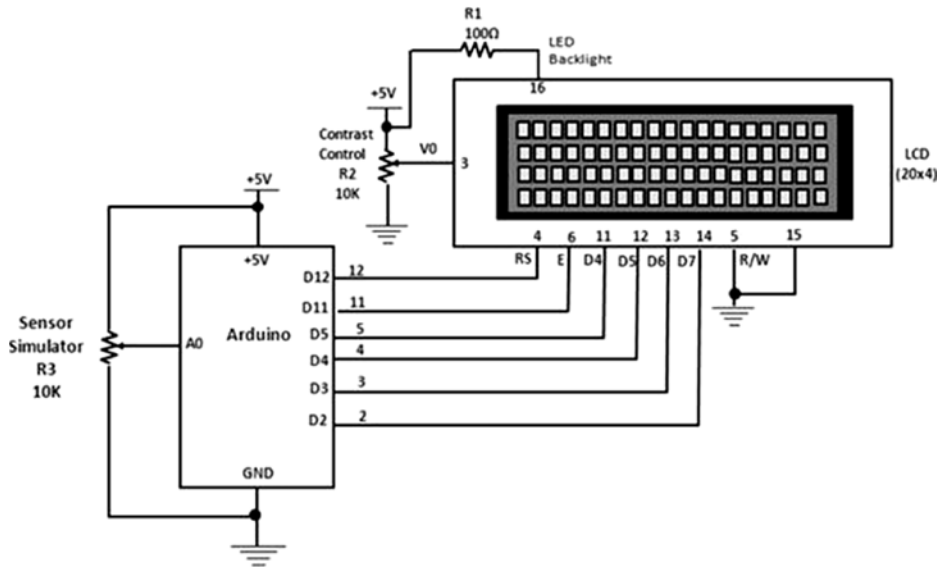 R1
100Ω
LED
Backlight
16
+5V
Contrast
Control
R2
10K
V0
3
LCD
(20x4)
4
6
11
12
13
14
5
15
RS
E
D4
D5
D6
D7
R/W
+5V
+5V
D12
12
D11
11
D5
5
D4
4
D3
3
D2
2
Arduino
A0
GND
Sensor
Simulator
R3
10K